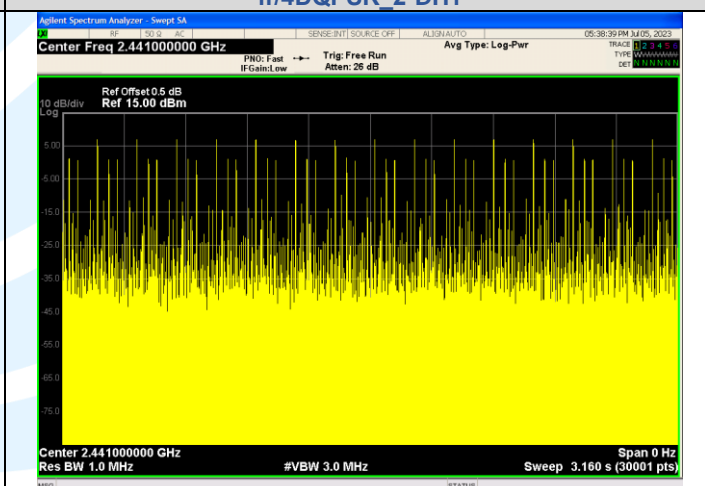 Agilent Spectrum Analyzer - Swept SA
RF 50 Ω AC SENSE:INT SOURCE OFF ALIGN AUTO 05:38:39 PM Jul 05, 2023
Center Freq 2.441000000 GHz Avg Type: Log-Pwr TRACE 1 2 3 4 5 6
PNO: Fast Trig: Free Run TYPE WWWWWW
IFGain:Low Atten: 26 dB DET N N N N N N
Ref Offset 0.5 dB
10 dB/div Ref 15.00 dBm
Log
5.00
-5.00
-15.0
-25.0
-35.0
-45.0
-55.0
-65.0
-75.0
Center 2.441000000 GHz Span 0 Hz
Res BW 1.0 MHz #VBW 3.0 MHz Sweep 3.160 s (30001 pts)
MSG STATUS